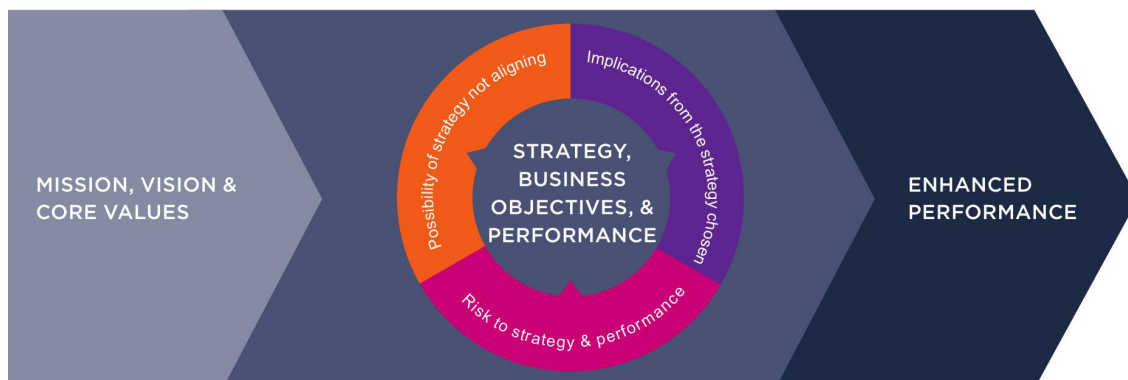 MISSION, VISION &
CORE VALUES
Possibility of strategy not aligning
Implications from the strategy chosen
STRATEGY,
BUSINESS
OBJECTIVES, &
PERFORMANCE
Risk to strategy & performance
ENHANCED
PERFORMANCE